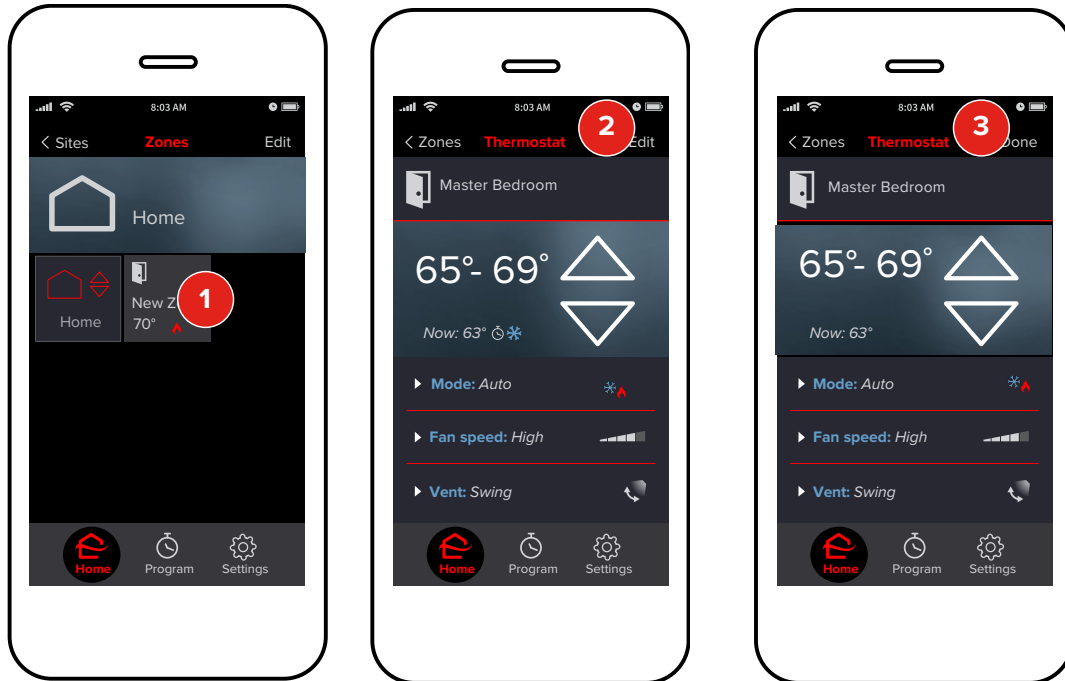 8:03 AM
< Sites Zones Edit
Home
Home
New Z
70°
1
Home Program Settings
8:03 AM
2
< Zones Thermostat Edit
Master Bedroom
65°- 69°
Now: 63°
Mode: Auto
Fan speed: High
Vent: Swing
Home Program Settings
8:03 AM
3
< Zones Thermostat Done
Master Bedroom
65°- 69°
Now: 63°
Mode: Auto
Fan speed: High
Vent: Swing
Home Program Settings